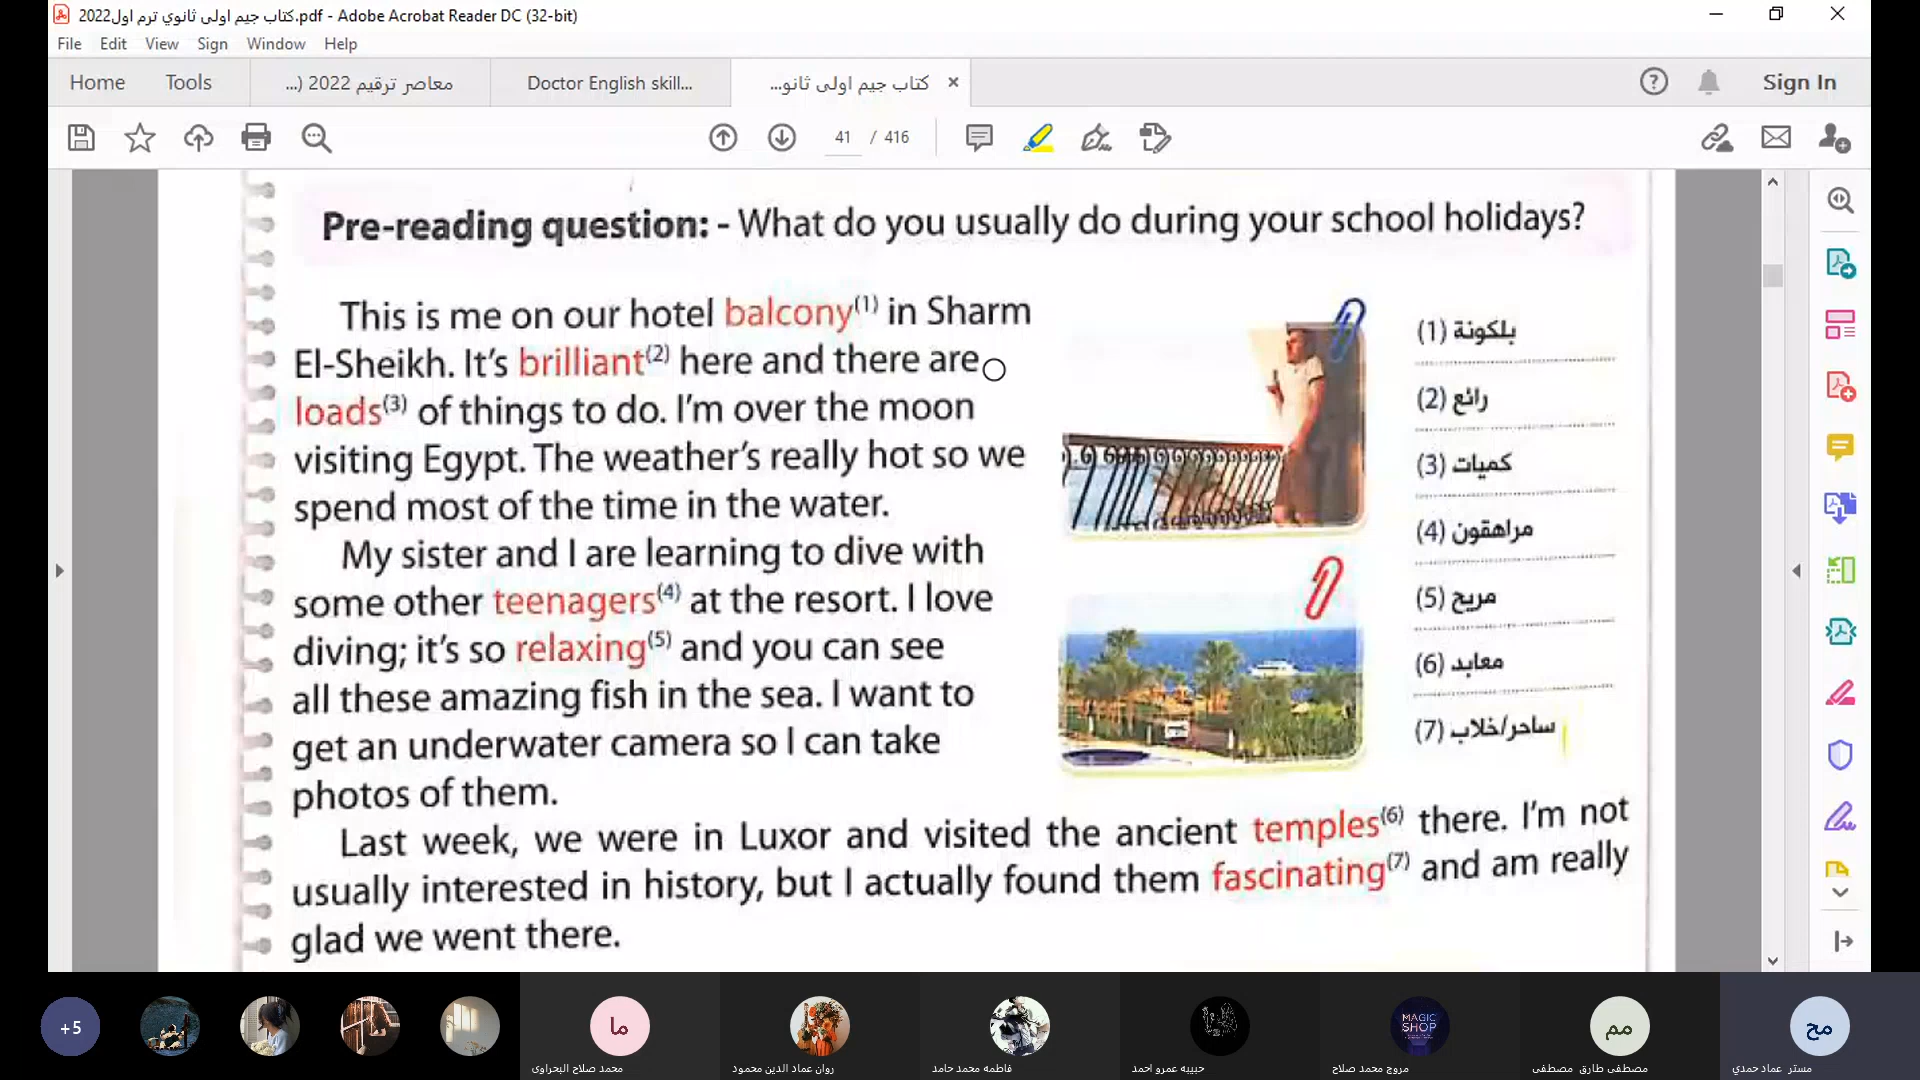 كتاب جيم اولى ثانوي ترم اول2022.pdf - Adobe Acrobat Reader DC (32-bit)
File Edit View Sign Window Help
Home Tools معاصر ترقيم 2022 (... Doctor English skill... كتاب جيم اولى ثانو... × Sign In
41 / 416
Pre-reading question: - What do you usually do during your school holidays?
This is me on our hotel balcony(1) in Sharm
El-Sheikh. It's brilliant(2) here and there are
loads(3) of things to do. I'm over the moon
visiting Egypt. The weather's really hot so we
spend most of the time in the water.
My sister and I are learning to dive with
some other teenagers(4) at the resort. I love
diving; it's so relaxing(5) and you can see
all these amazing fish in the sea. I want to
get an underwater camera so I can take
photos of them.
Last week, we were in Luxor and visited the ancient temples(6) there. I'm not
usually interested in history, but I actually found them fascinating(7) and am really
glad we went there.
(1) بلكونة
(2) رائع
(3) كميات
(4) مراهقون
(5) مريح
(6) معابد
(7) ساحر/خلاب
+5
ما
MAGIC SHOP
مم
مح
محمد صلاح البحراوى
روان عماد الدين محمود
فاطمه محمد حامد
حبيبه عمرو احمد
مروج محمد صلاح
مصطفى طارق مصطفى
مستر عماد حمدي